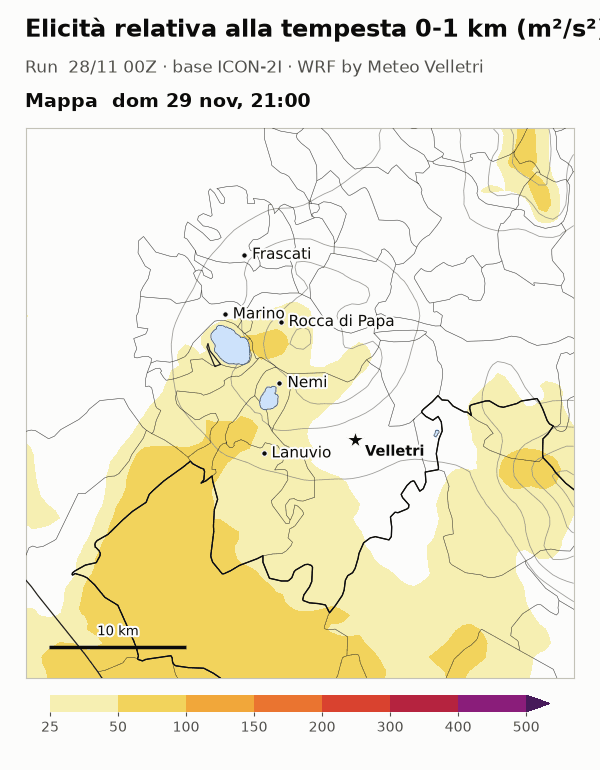 Elicità relativa alla tempesta 0-1 km (m²/s²)
Run 28/11 00Z · base ICON-2I · WRF by Meteo Velletri
Mappa dom 29 nov, 21:00
Frascati
Marino
Rocca di Papa
Nemi
Velletri
Lanuvio
10 km
25 50 100 150 200 300 400 500